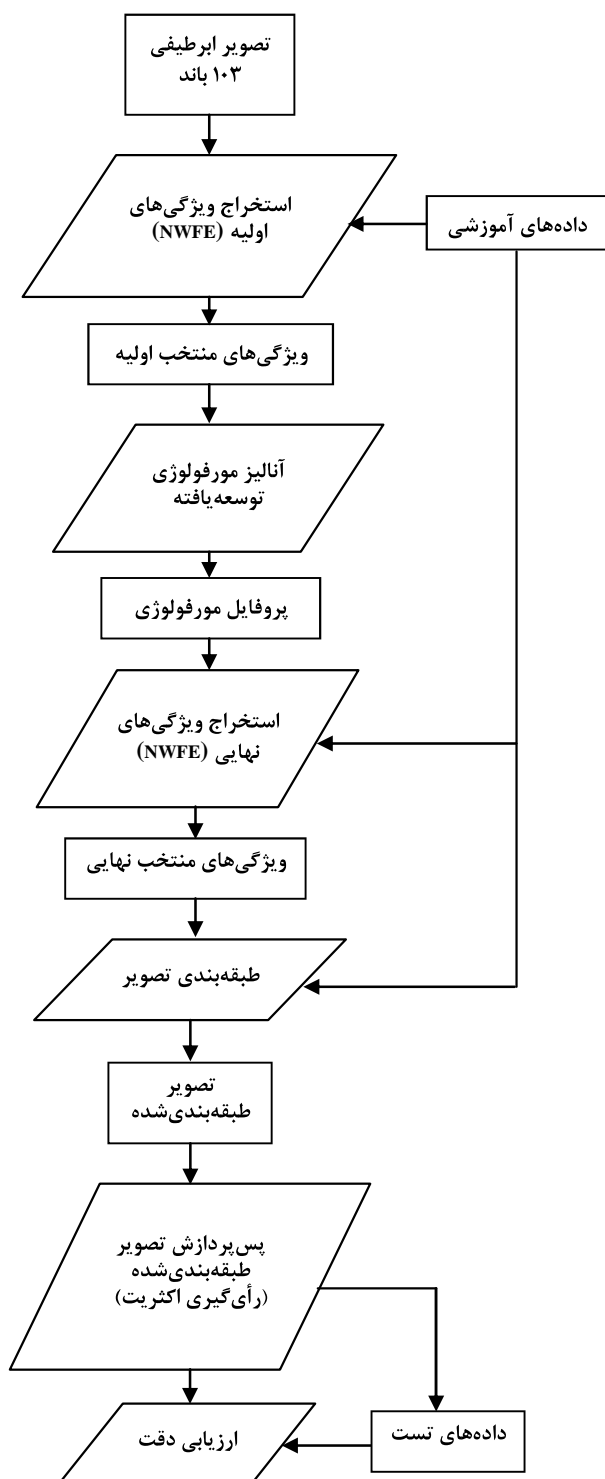 تصویر ابرطیفی
۱۰۳ باند
استخراج ویژگی‌های
اولیه (NWFE)
داده‌های آموزشی
ویژگی‌های منتخب اولیه
آنالیز مورفولوژی
توسعه‌یافته
پروفایل مورفولوژی
استخراج ویژگی‌های
نهایی (NWFE)
ویژگی‌های منتخب نهایی
طبقه‌بندی تصویر
تصویر
طبقه‌بندی‌شده
پس‌پردازش تصویر
طبقه‌بندی‌شده
(رأی‌گیری اکثریت)
داده‌های تست
ارزیابی دقت